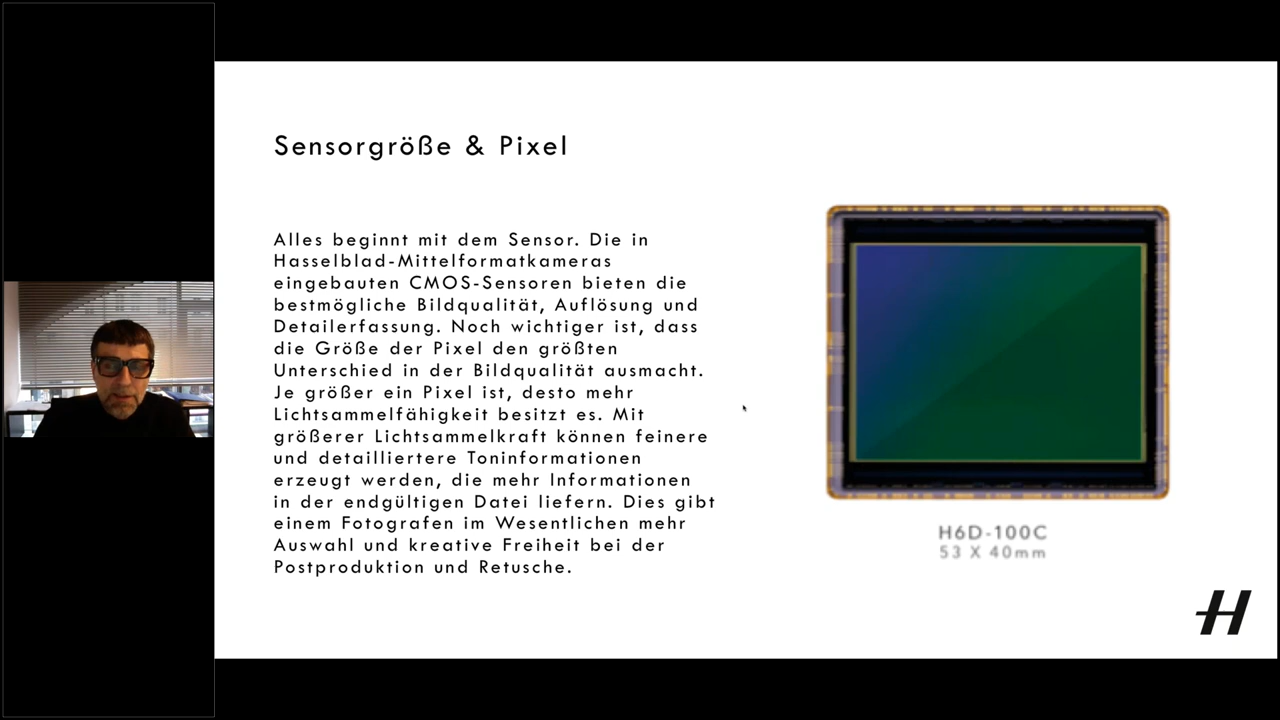 Sensorgröße & Pixel
Alles beginnt mit dem Sensor. Die in
Hasselblad-Mittelformatkameras
eingebauten CMOS-Sensoren bieten die
bestmögliche Bildqualität, Auflösung und
Detailerfassung. Noch wichtiger ist, dass
die Größe der Pixel den größten
Unterschied in der Bildqualität ausmacht.
Je größer ein Pixel ist, desto mehr
Lichtsammelfähigkeit besitzt es. Mit
größerer Lichtsammelkraft können feinere
und detailliertere Toninformationen
erzeugt werden, die mehr Informationen
in der endgültigen Datei liefern. Dies gibt
einem Fotografen im Wesentlichen mehr
Auswahl und kreative Freiheit bei der
Postproduktion und Retusche.
H6D-100C
53 X 40mm
H